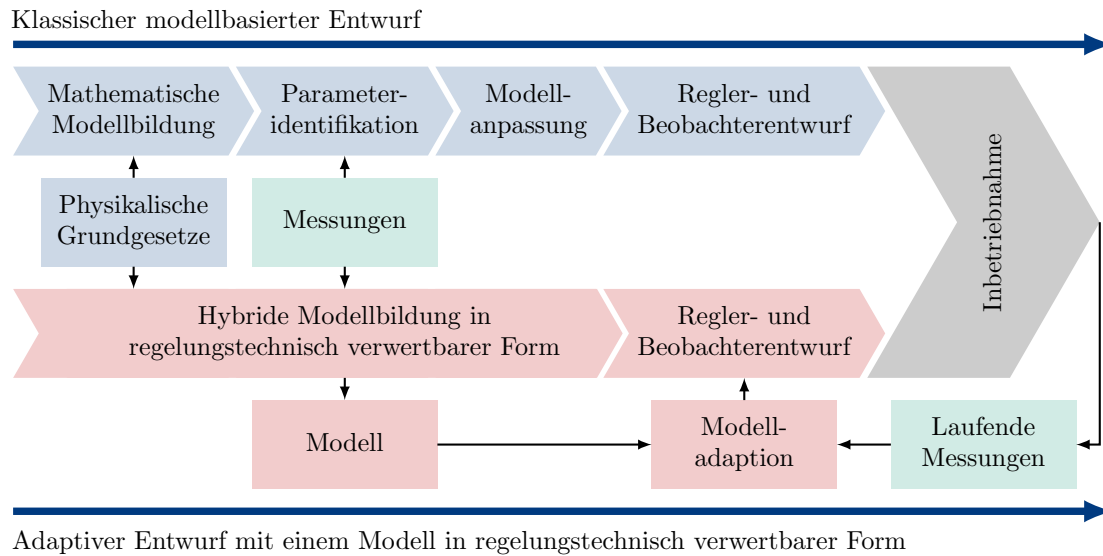 Klassischer modellbasierter Entwurf
Mathematische
Modellbildung
Parameter-
identifikation
Modell-
anpassung
Regler- und
Beobachterentwurf
Physikalische
Grundgesetze
Messungen
Inbetriebnahme
Hybride Modellbildung in
regelungstechnisch verwertbarer Form
Regler- und
Beobachterentwurf
Modell
Modell-
adaption
Laufende
Messungen
Adaptiver Entwurf mit einem Modell in regelungstechnisch verwertbarer Form